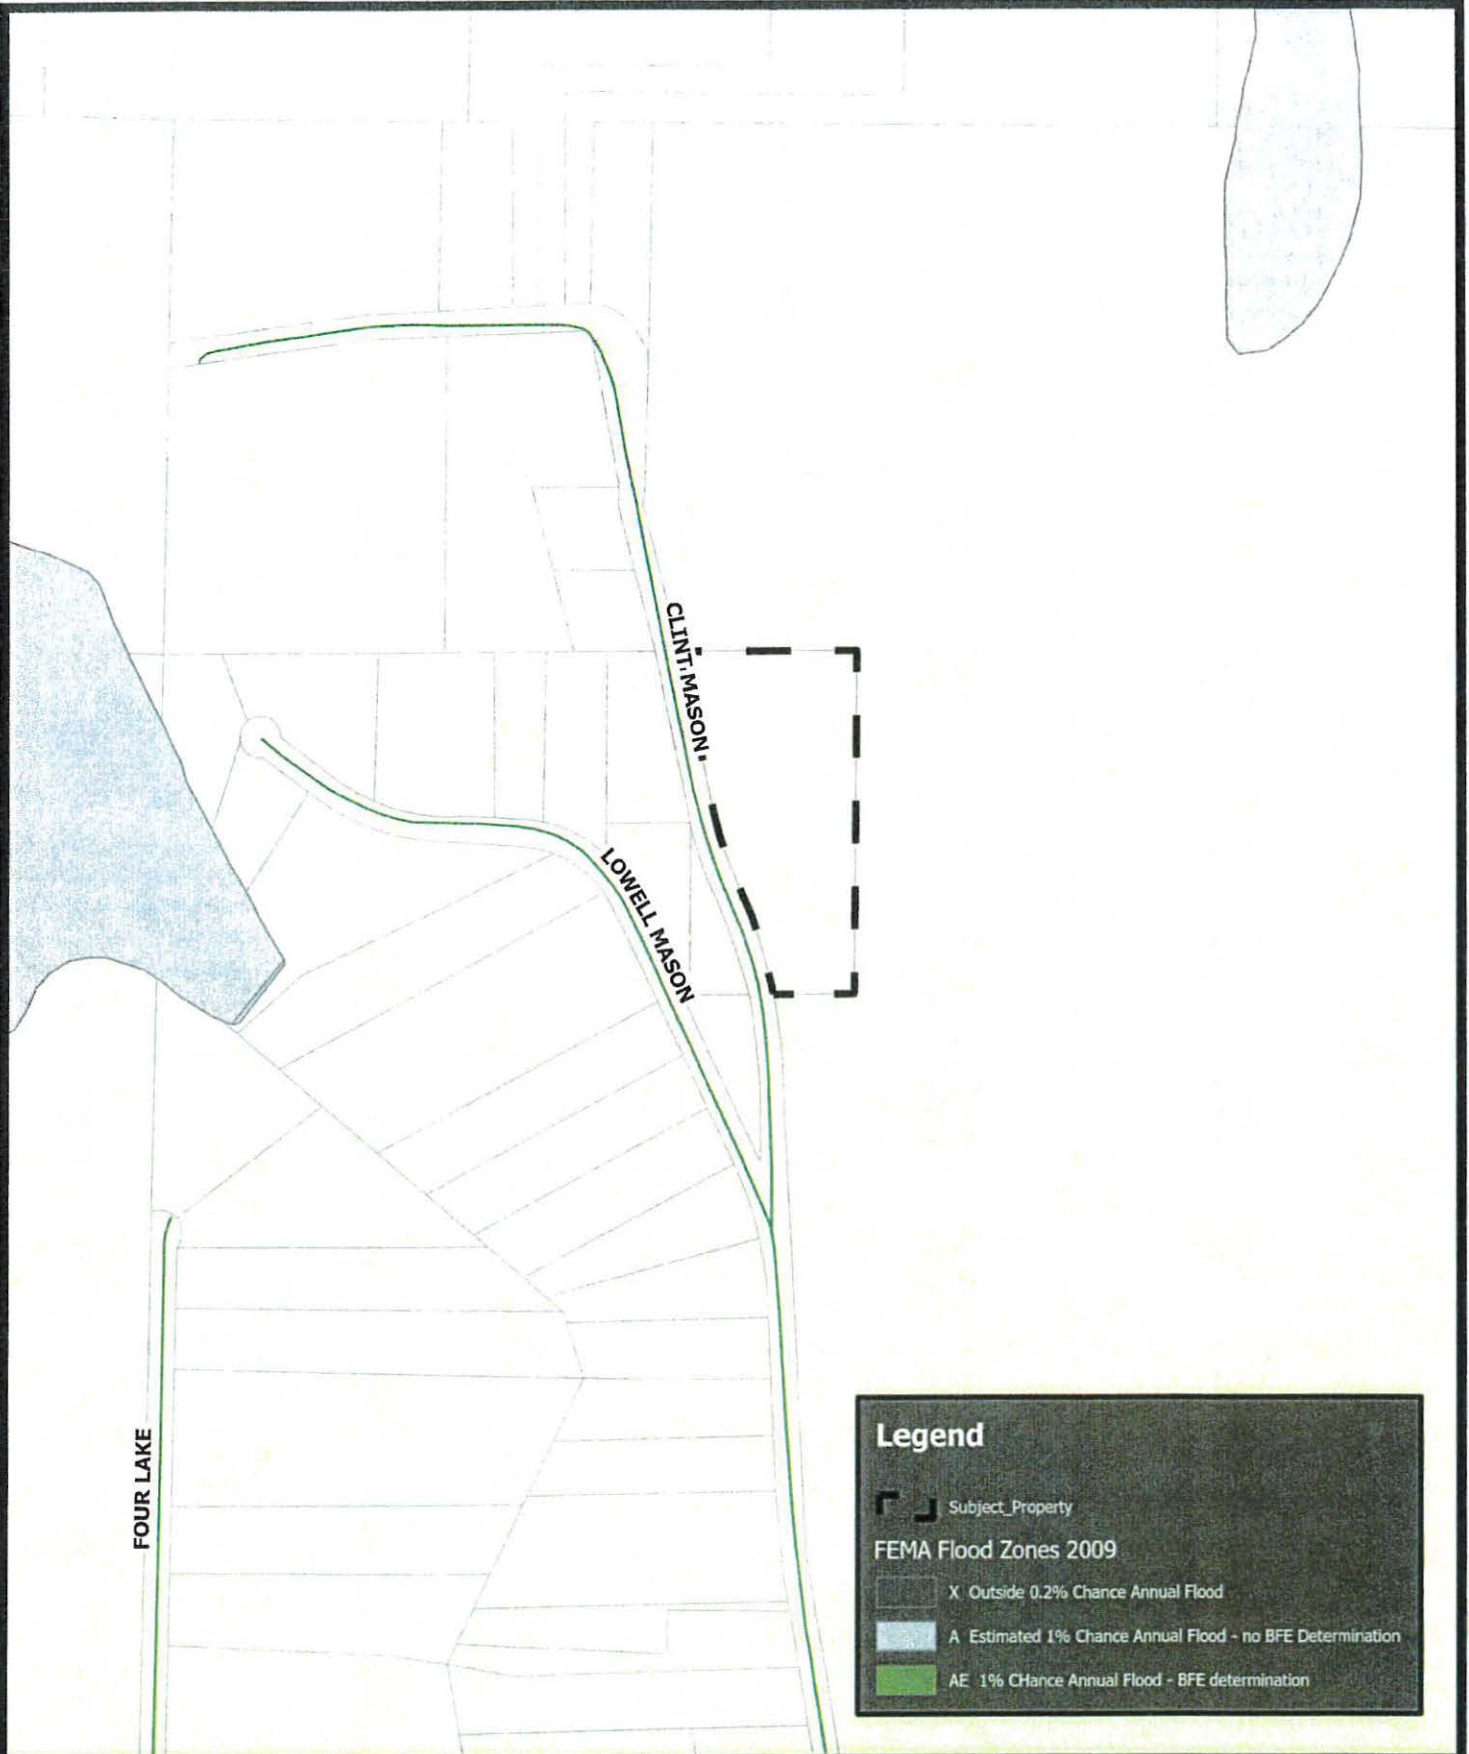 CLINT MASON
LOWELL MASON
FOUR LAKE
Legend
Subject_Property
FEMA Flood Zones 2009
X Outside 0.2% Chance Annual Flood
A Estimated 1% Chance Annual Flood - no BFE Determination
AE 1% CHance Annual Flood - BFE determination